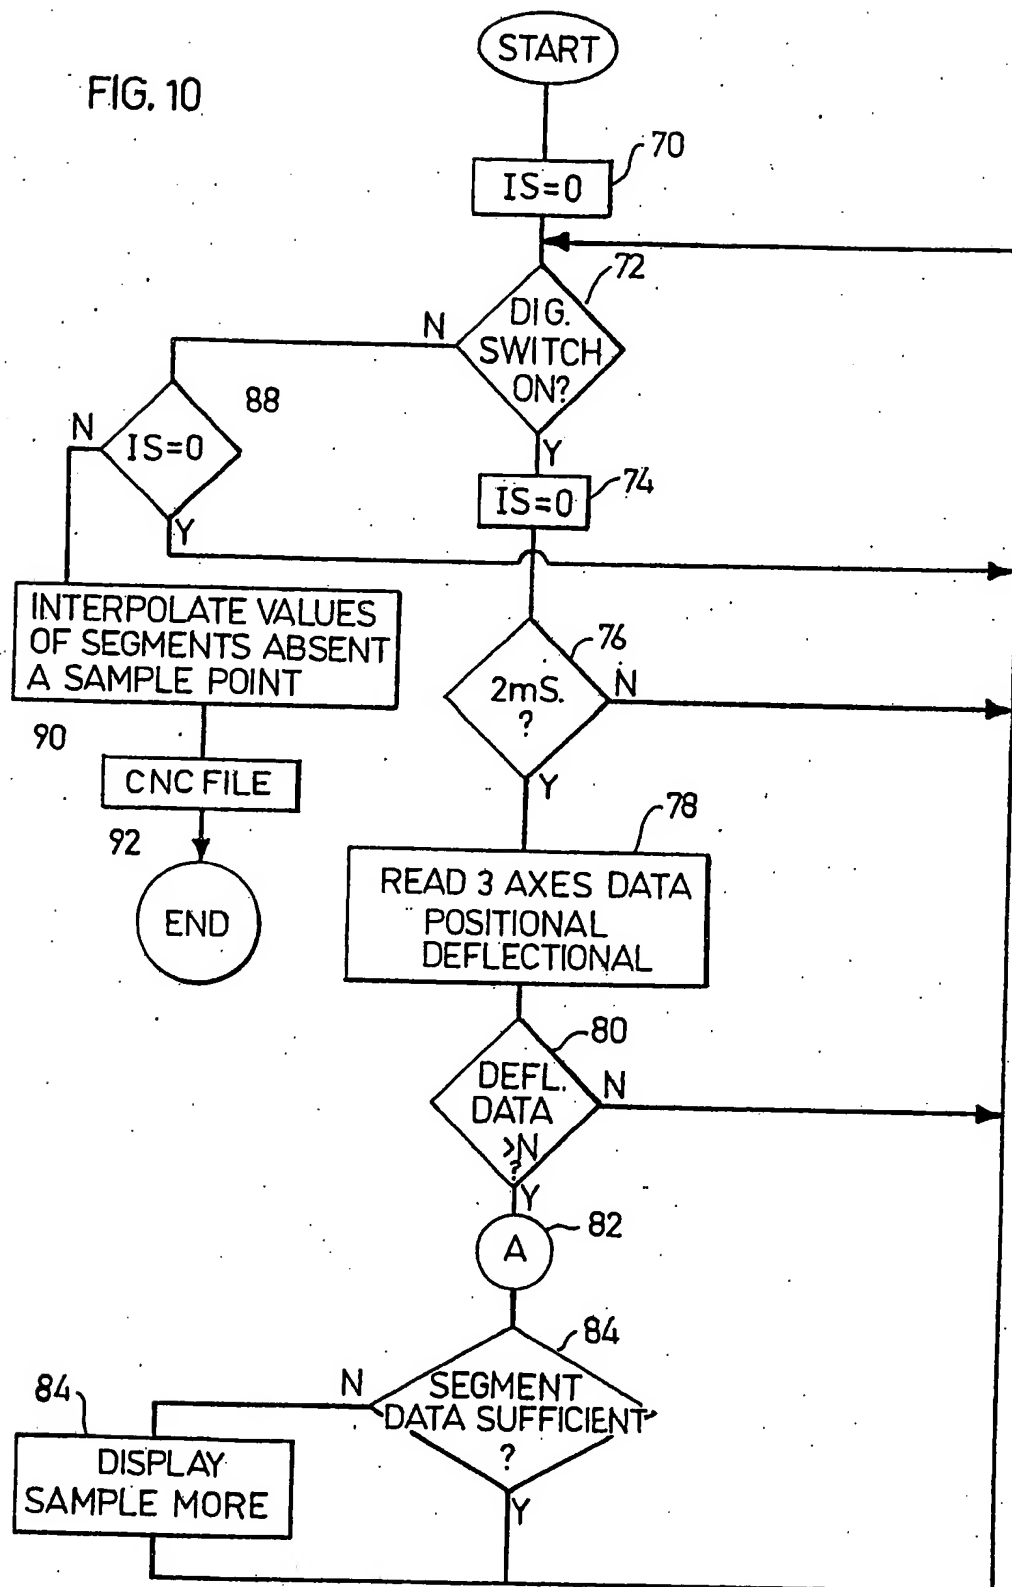 START
FIG. 10
70
IS=0
72
DIG.
SWITCH
ON?
N
Y
88
N
IS=0
Y
74
IS=0
INTERPOLATE VALUES
OF SEGMENTS ABSENT
A SAMPLE POINT
76
2mS.
?
N
Y
90
CNC FILE
92
END
78
READ 3 AXES DATA
POSITIONAL
DEFLECTIONAL
80
DEFL.
DATA
>N
?
N
Y
A
82
84
SEGMENT
DATA SUFFICIENT
?
N
Y
84
DISPLAY
SAMPLE MORE